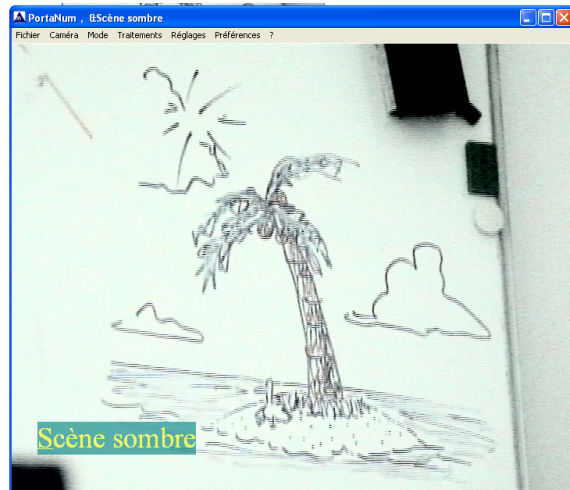 PortaNum , &Scène sombre
Fichier Caméra Mode Traitements Réglages Préférences ?
Scène sombre